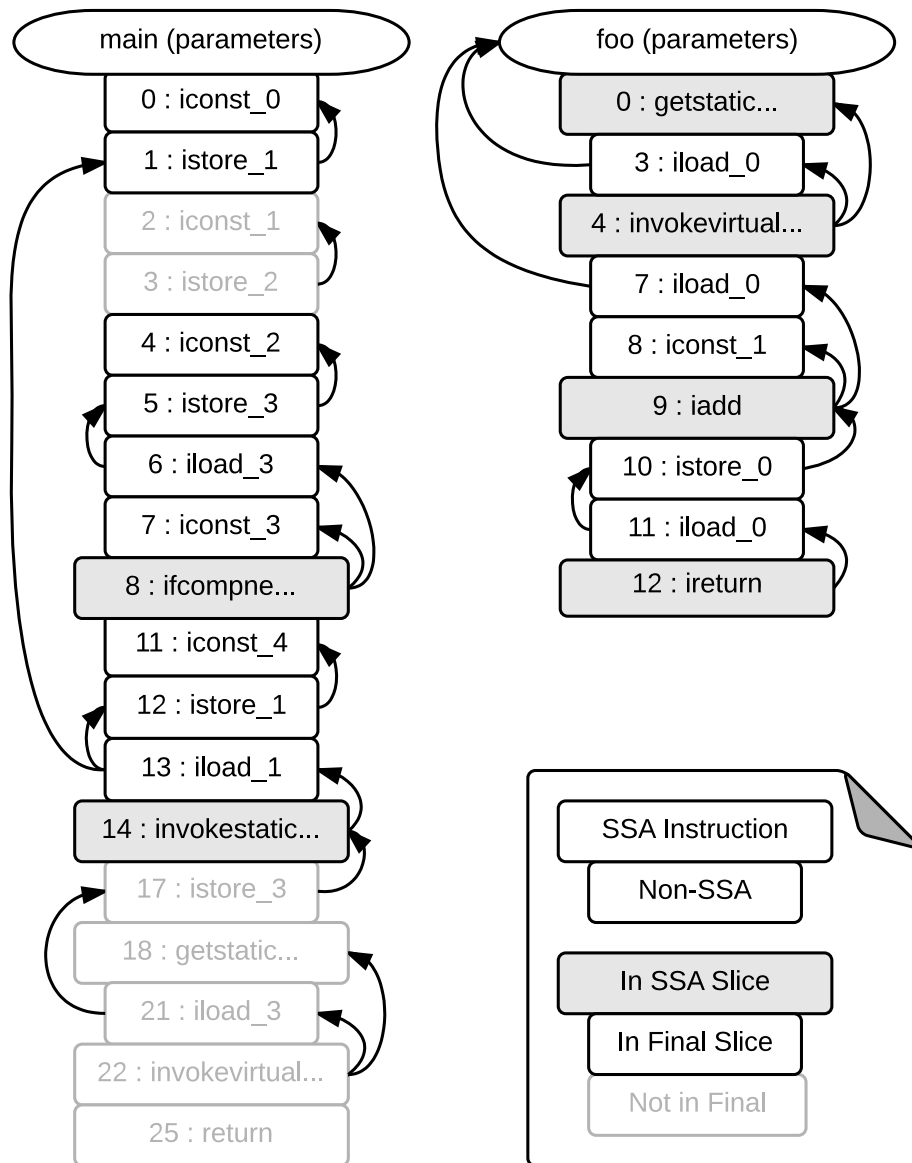 main (parameters)
0 : iconst_0
1 : istore_1
2 : iconst_1
3 : istore_2
4 : iconst_2
5 : istore_3
6 : iload_3
7 : iconst_3
8 : ifcompne...
11 : iconst_4
12 : istore_1
13 : iload_1
14 : invokestatic...
17 : istore_3
18 : getstatic...
21 : iload_3
22 : invokevirtual...
25 : return
foo (parameters)
0 : getstatic...
3 : iload_0
4 : invokevirtual...
7 : iload_0
8 : iconst_1
9 : iadd
10 : istore_0
11 : iload_0
12 : ireturn
SSA Instruction
Non-SSA
In SSA Slice
In Final Slice
Not in Final